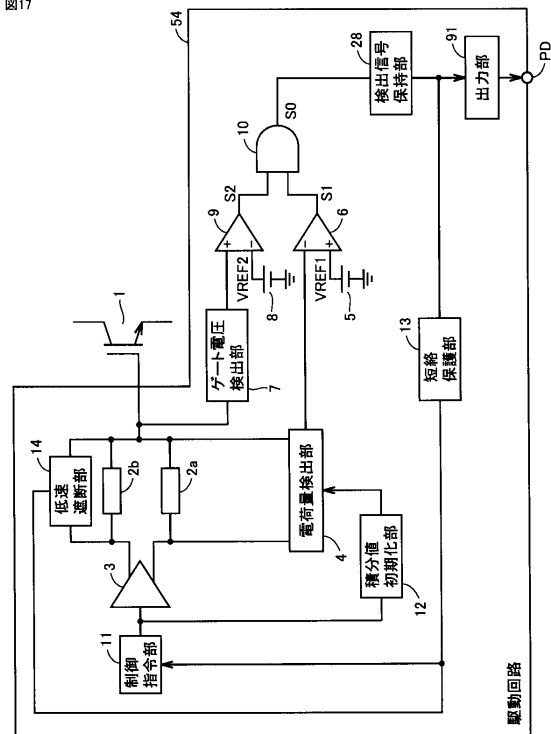 図17
54
28
検出信号
保持部
91
出力部
PD
S0
10
S2
S1
9
+
-
6
-
+
VREF2
VREF1
8
5
1
ゲート電圧
検出部
7
13
短絡
保護部
14
低速
遮断部
2b
2a
3
電荷量検出部
4
積分値
初期化部
12
11
制御
指令部
駆動回路